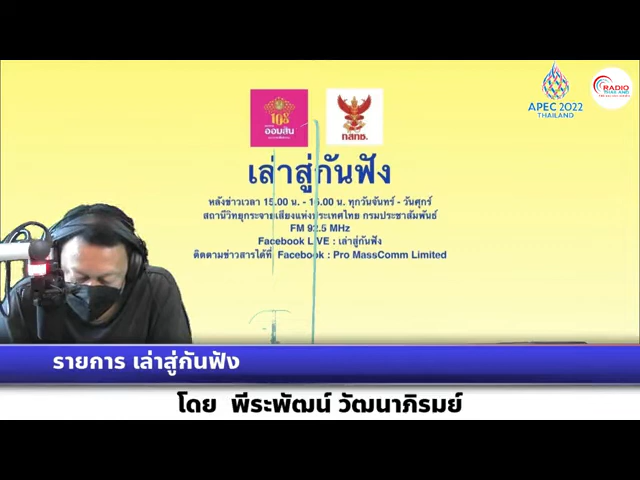 APEC 2022
THAILAND
RADIO
THAILAND
ออมสิน
กสทช.
เล่าสู่กันฟัง
หลังข่าวเวลา 15.00 น. - 16.00 น. ทุกวันจันทร์ - วันศุกร์
สถานีวิทยุกระจายเสียงแห่งประเทศไทย กรมประชาสัมพันธ์
FM 92.5 MHz
Facebook LIVE : เล่าสู่กันฟัง
ติดตามข่าวสารได้ที่ Facebook : Pro MassComm Limited
รายการ เล่าสู่กันฟัง
โดย พีระพัฒน์ วัฒนาภิรมย์